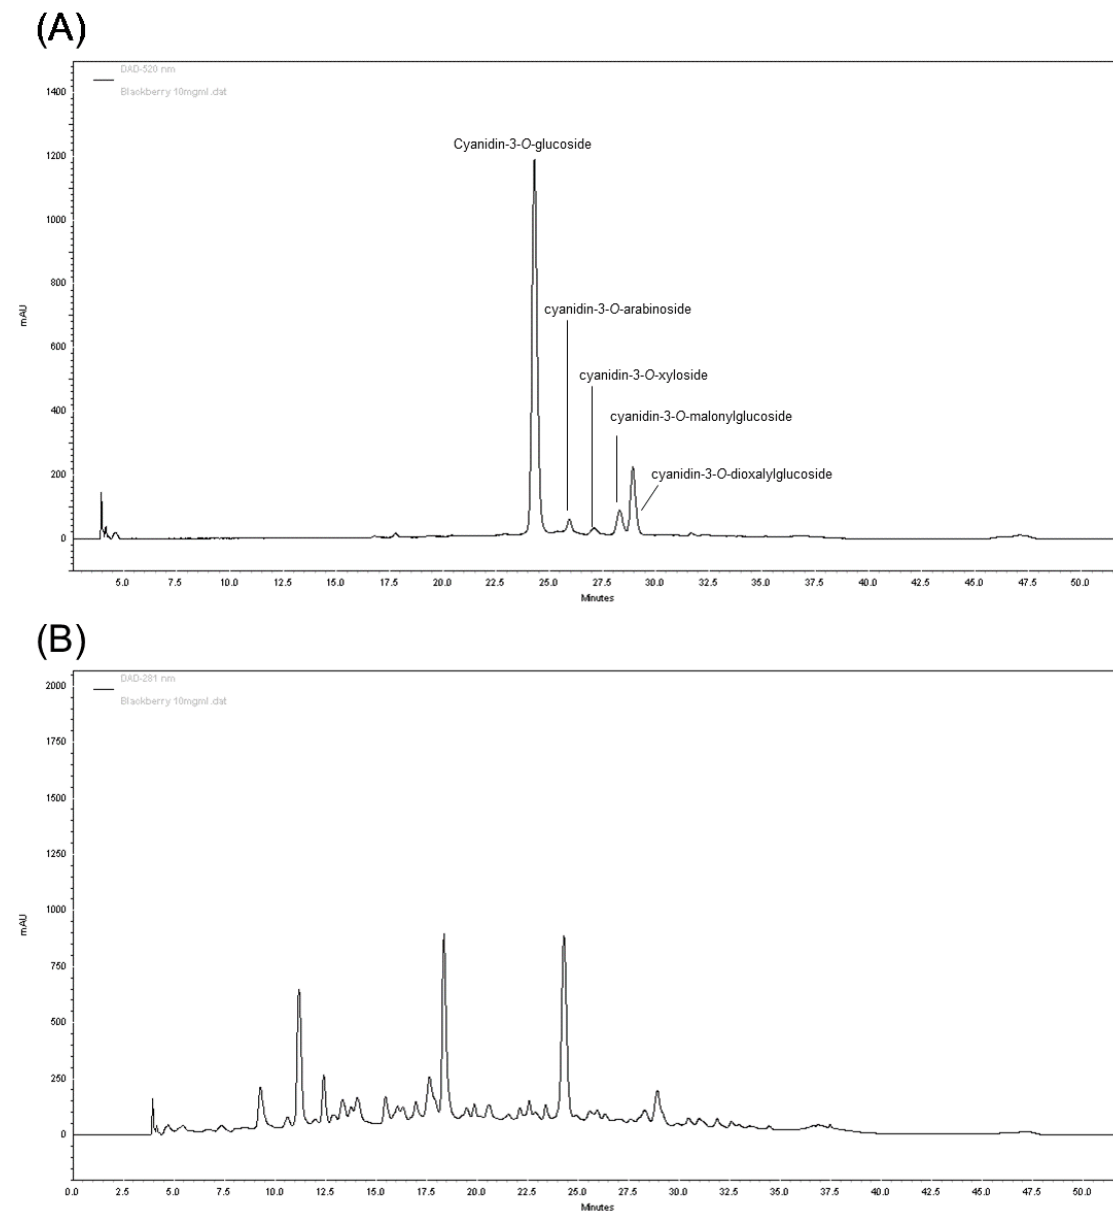 (A)
DAD-520 nm
Blackberry 10mgml.dat
1400
1200
1000
800
600
400
200
0
mAU
Cyanidin-3-O-glucoside
cyanidin-3-O-arabinoside
cyanidin-3-O-xyloside
cyanidin-3-O-malonylglucoside
cyanidin-3-O-dioxalylglucoside
5.0 7.5 10.0 12.5 15.0 17.5 20.0 22.5 25.0 27.5 30.0 32.5 35.0 37.5 40.0 42.5 45.0 47.5 50.0
Minutes
(B)
DAD-281 nm
Blackberry 10mgml.dat
2000
1750
1500
1250
1000
750
500
250
0
mAU
0.0 2.5 5.0 7.5 10.0 12.5 15.0 17.5 20.0 22.5 25.0 27.5 30.0 32.5 35.0 37.5 40.0 42.5 45.0 47.5 50.0
Minutes